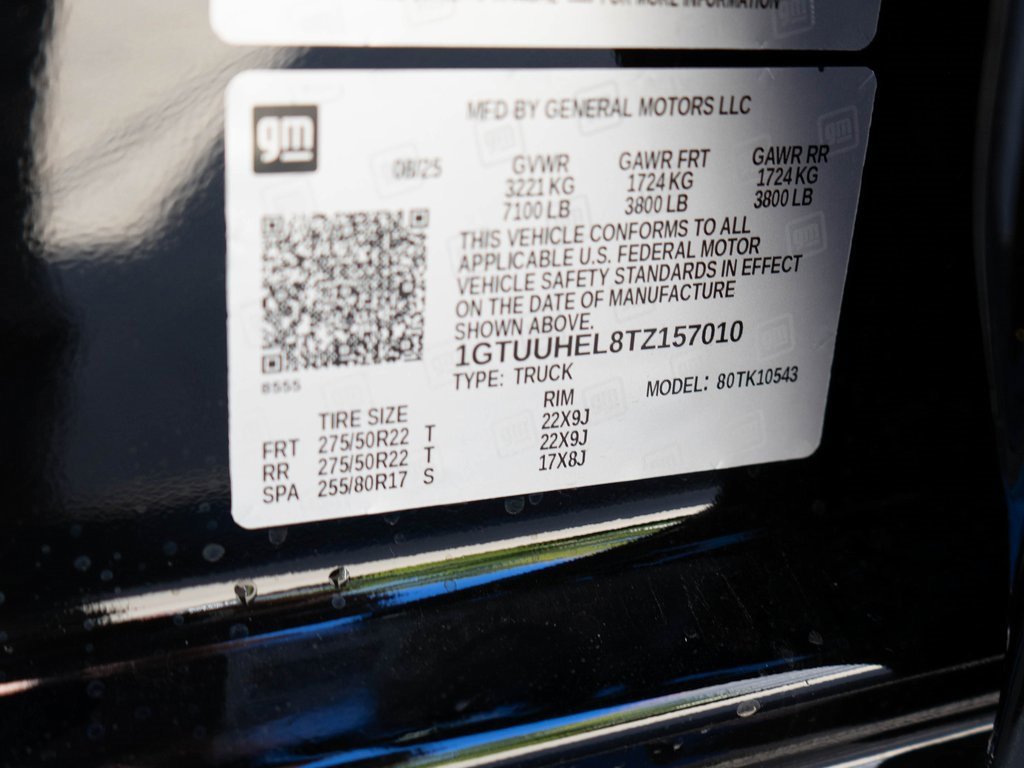 FOR MORE INFORMATION
gm
MFD BY GENERAL MOTORS LLC
08/25
GVWR GAWR FRT GAWR RR
3221 KG 1724 KG 1724 KG
7100 LB 3800 LB 3800 LB
THIS VEHICLE CONFORMS TO ALL
APPLICABLE U.S. FEDERAL MOTOR
VEHICLE SAFETY STANDARDS IN EFFECT
ON THE DATE OF MANUFACTURE
SHOWN ABOVE.
1GTUUHEL8TZ157010
8555
TYPE: TRUCK MODEL: 80TK10543
TIRE SIZE RIM
FRT 275/50R22 T 22X9J
RR 275/50R22 T 22X9J
SPA 255/80R17 S 17X8J